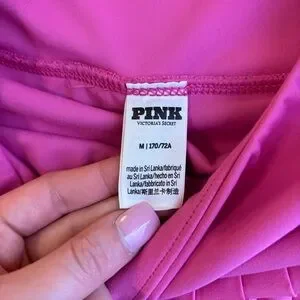 PINK
VICTORIA'S SECRET
M | 170/72A
made in Sri Lanka/fabriqué
au Sri Lanka/hecho en Sri
Lanka/fabbricato in Sri
Lanka/斯里兰卡制造